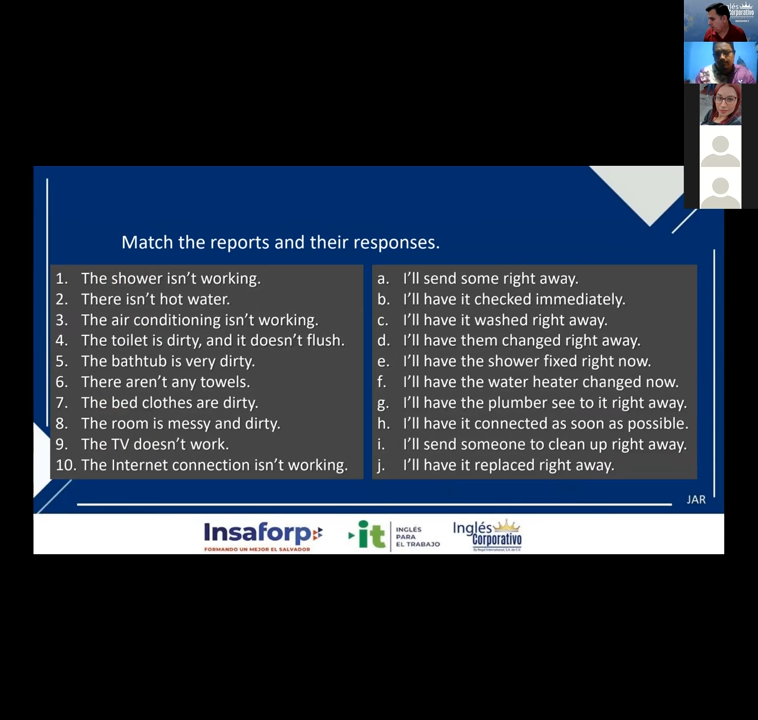 Inglés
Corporativo
Match the reports and their responses.
1. The shower isn't working.
2. There isn't hot water.
3. The air conditioning isn't working.
4. The toilet is dirty, and it doesn't flush.
5. The bathtub is very dirty.
6. There aren't any towels.
7. The bed clothes are dirty.
8. The room is messy and dirty.
9. The TV doesn't work.
10. The Internet connection isn't working.
a. I'll send some right away.
b. I'll have it checked immediately.
c. I'll have it washed right away.
d. I'll have them changed right away.
e. I'll have the shower fixed right now.
f. I'll have the water heater changed now.
g. I'll have the plumber see to it right away.
h. I'll have it connected as soon as possible.
i. I'll send someone to clean up right away.
j. I'll have it replaced right away.
JAR
Insaforp
FORMANDO UN MEJOR EL SALVADOR
it
INGLÉS
PARA
EL TRABAJO
Inglés
Corporativo